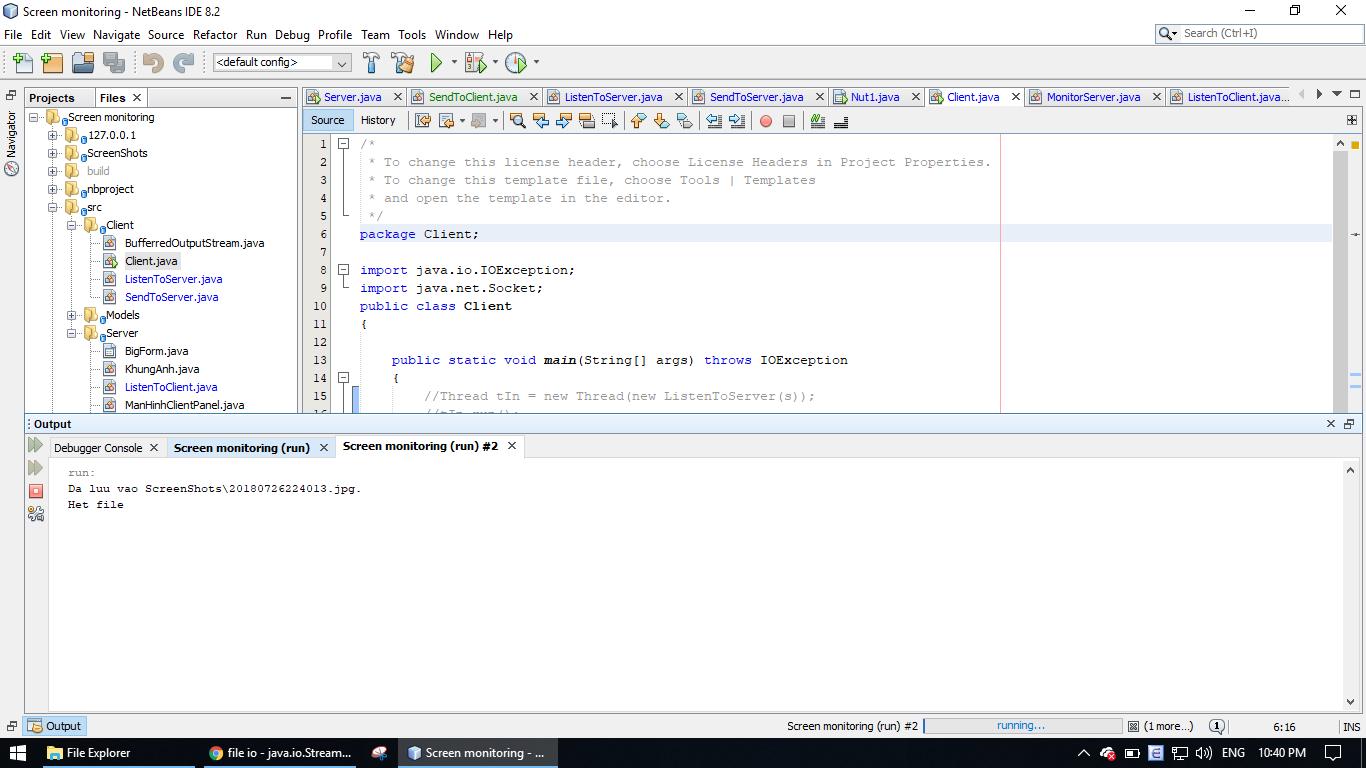 Screen monitoring - NetBeans IDE 8.2
File Edit View Navigate Source Refactor Run Debug Profile Team Tools Window Help
Search (Ctrl+I)
<default config>
Projects Files
Server.java SendToClient.java ListenToServer.java SendToServer.java Nut1.java Client.java MonitorServer.java ListenToClient.java...
Navigator
Source History
Screen monitoring
127.0.0.1
ScreenShots
build
nbproject
src
Client
BufferredOutputStream.java
Client.java
ListenToServer.java
SendToServer.java
Models
Server
BigForm.java
KhungAnh.java
ListenToClient.java
ManHinhClientPanel.java
1 /*
2 * To change this license header, choose License Headers in Project Properties.
3 * To change this template file, choose Tools | Templates
4 * and open the template in the editor.
5 */
6 package Client;
7
8 import java.io.IOException;
9 import java.net.Socket;
10 public class Client
11 {
12
13 public static void main(String[] args) throws IOException
14 {
15 //Thread tIn = new Thread(new ListenToServer(s));
Output
Debugger Console Screen monitoring (run) Screen monitoring (run) #2
run:
Da luu vao ScreenShots\20180726224013.jpg.
Het file
Output
Screen monitoring (run) #2 running... (1 more...) 1 6:16 INS
File Explorer file io - java.io.Stream... Screen monitoring - ... ENG 10:40 PM